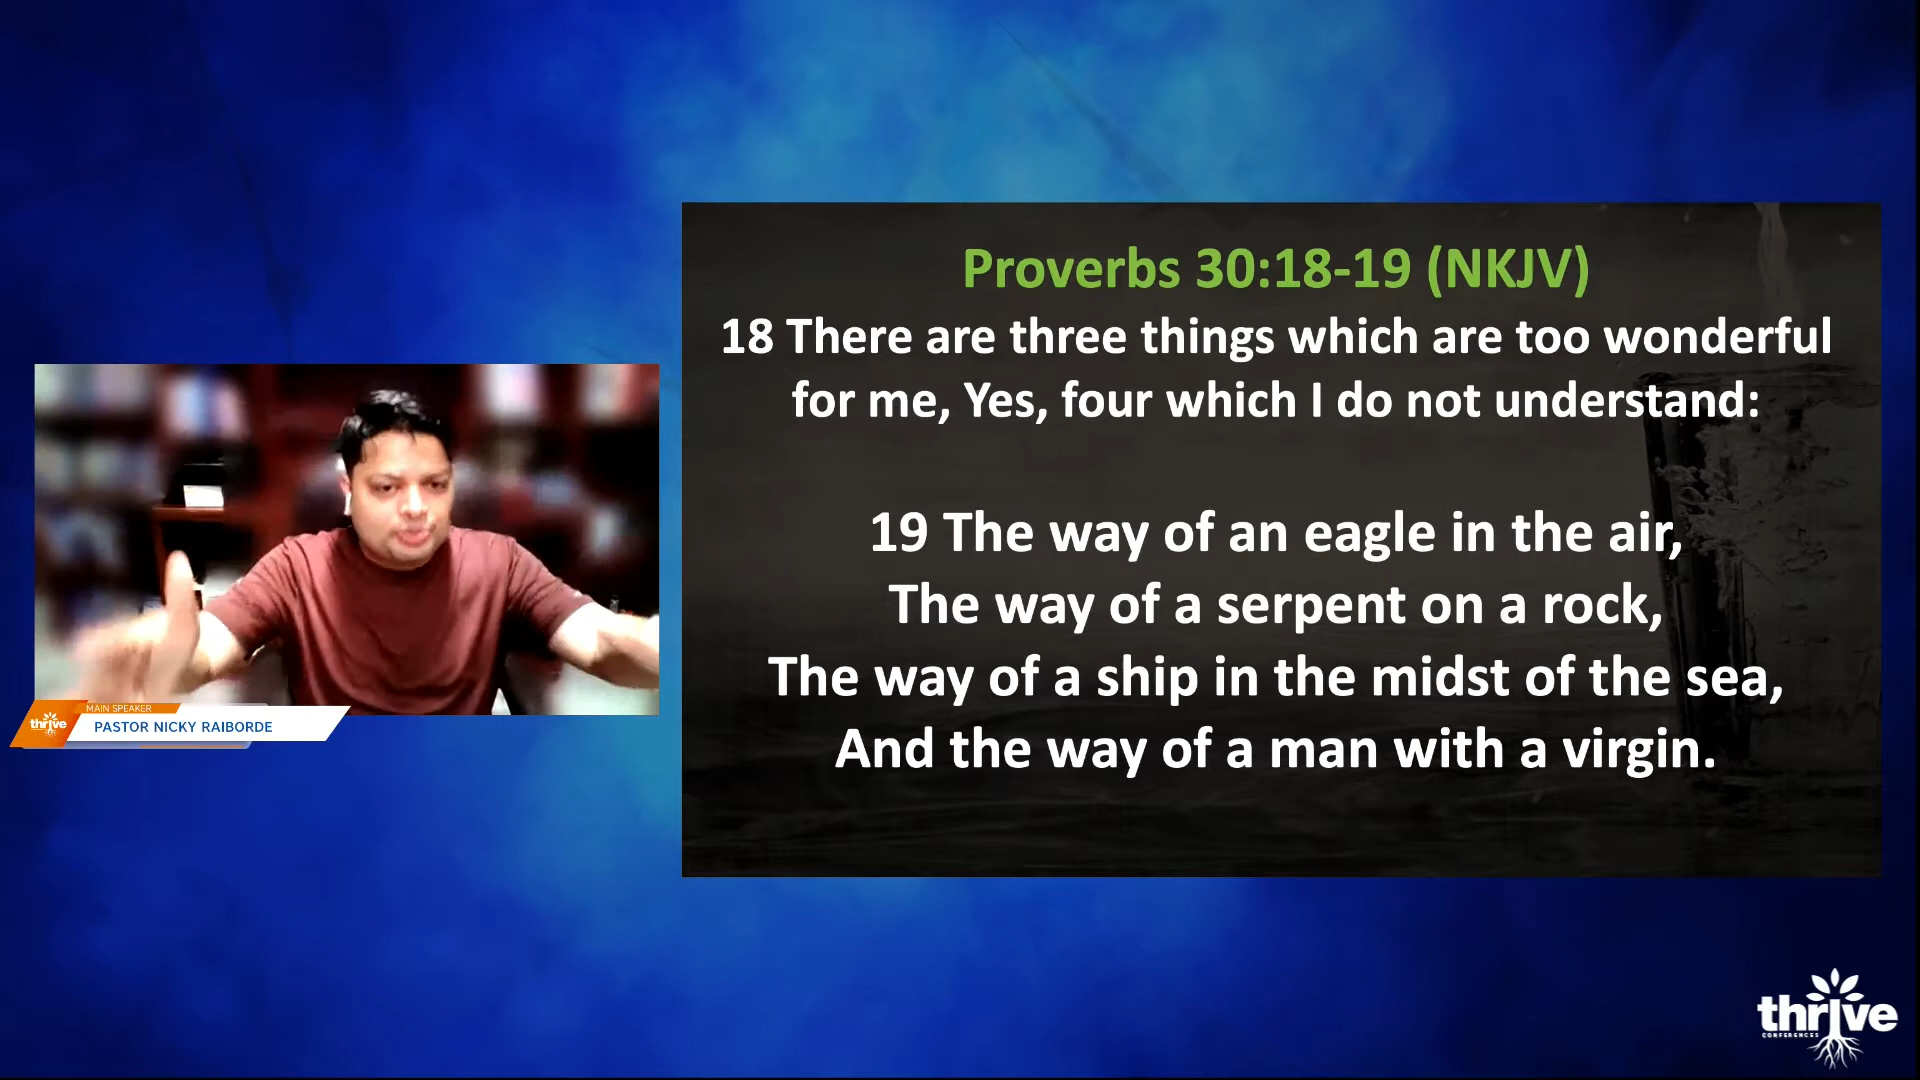 Proverbs 30:18-19 (NKJV)
18 There are three things which are too wonderful
for me, Yes, four which I do not understand:
19 The way of an eagle in the air,
The way of a serpent on a rock,
The way of a ship in the midst of the sea,
And the way of a man with a virgin.
MAIN SPEAKER
thrive
PASTOR NICKY RAIBORDE
thrive
CONFERENCES